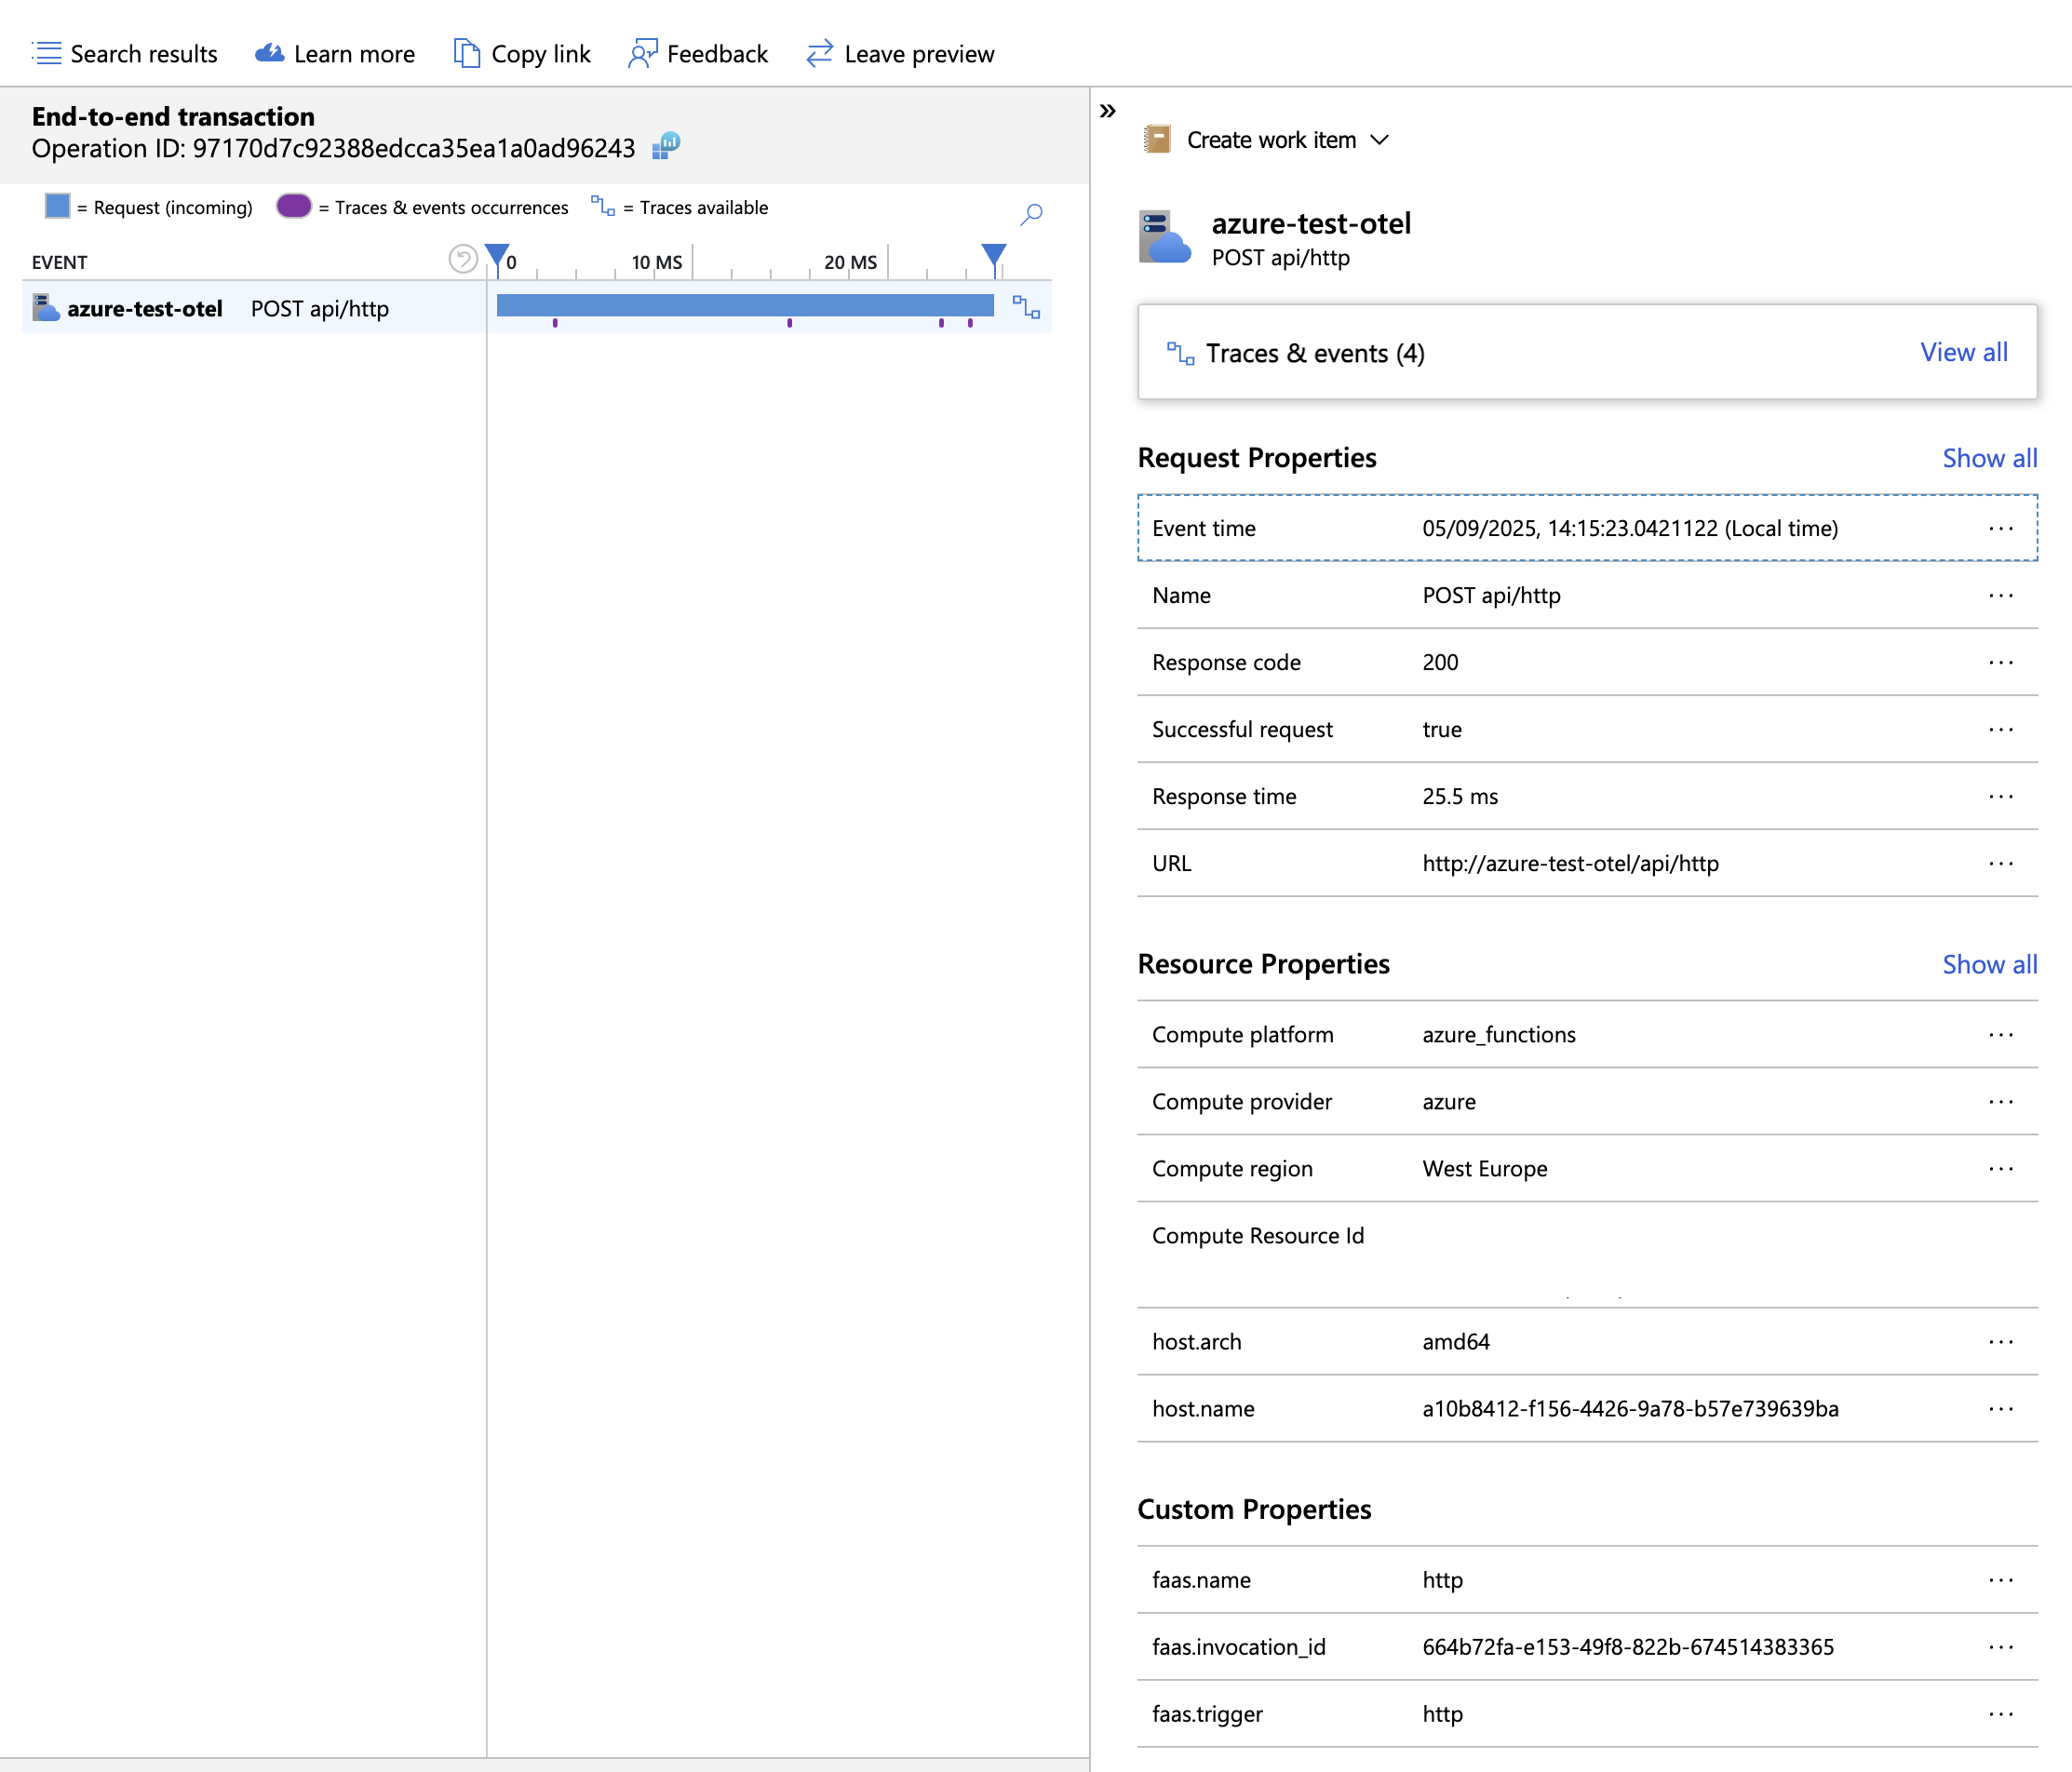 Search results Learn more Copy link Feedback Leave preview
End-to-end transaction
Operation ID: 97170d7c92388edcca35ea1a0ad96243
= Request (incoming) = Traces & events occurrences = Traces available
EVENT 0 10 MS 20 MS
azure-test-otel POST api/http
Create work item
azure-test-otel
POST api/http
Traces & events (4) View all
Request Properties Show all
Event time 05/09/2025, 14:15:23.0421122 (Local time) ...
Name POST api/http ...
Response code 200 ...
Successful request true ...
Response time 25.5 ms ...
URL http://azure-test-otel/api/http ...
Resource Properties Show all
Compute platform azure_functions ...
Compute provider azure ...
Compute region West Europe ...
Compute Resource Id
host.arch amd64 ...
host.name a10b8412-f156-4426-9a78-b57e739639ba ...
Custom Properties
faas.name http ...
faas.invocation_id 664b72fa-e153-49f8-822b-674514383365 ...
faas.trigger http ...